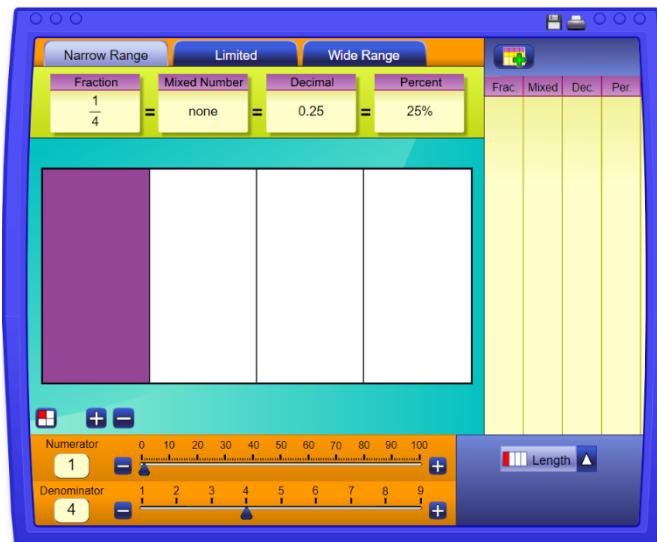 Narrow Range Limited Wide Range
Fraction Mixed Number Decimal Percent
1
4
= none = 0.25 = 25%
Frac. Mixed Dec. Per.
Numerator
1
0 10 20 30 40 50 60 70 80 90 100
Denominator
4
1 2 3 4 5 6 7 8 9
Length